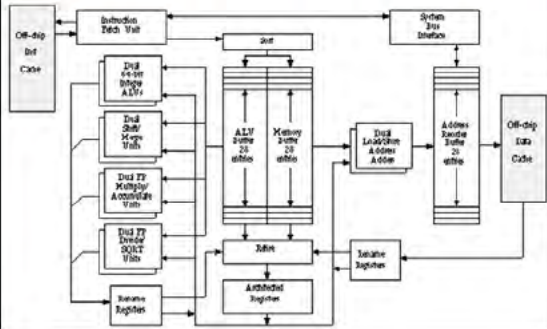 Instruction
Fetch Unit
System
Bus
Interface
Off-chip
Inst
Cache
Sort
Dual
64-bit
Integer
ALUs
Dual
Shift/
Merge
Units
Dual FP
Multiply/
Accumulate
Units
Dual FP
Divide/
SQRT
Units
ALU
Buffer
28
entries
Memory
Buffer
28
entries
Dual
Load/Store
Address
Adders
Address
Reorder
Buffer
28
entries
Off-chip
Data
Cache
Retire
Rename
Registers
Architected
Registers
Rename
Registers